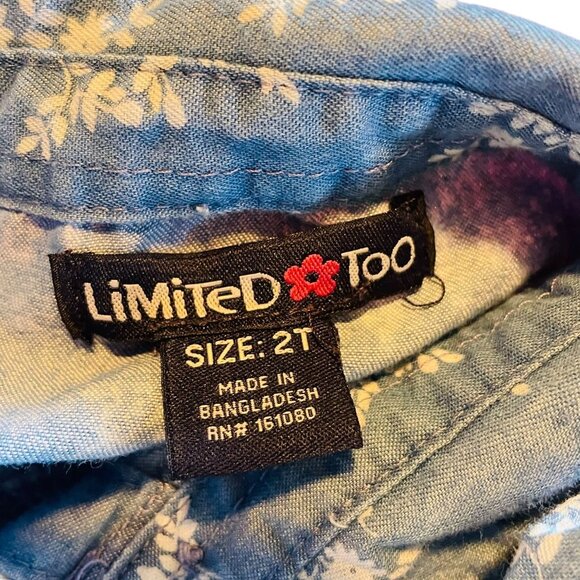 LiMiTeD TOO
SIZE: 2T
MADE IN
BANGLADESH
RN# 161080